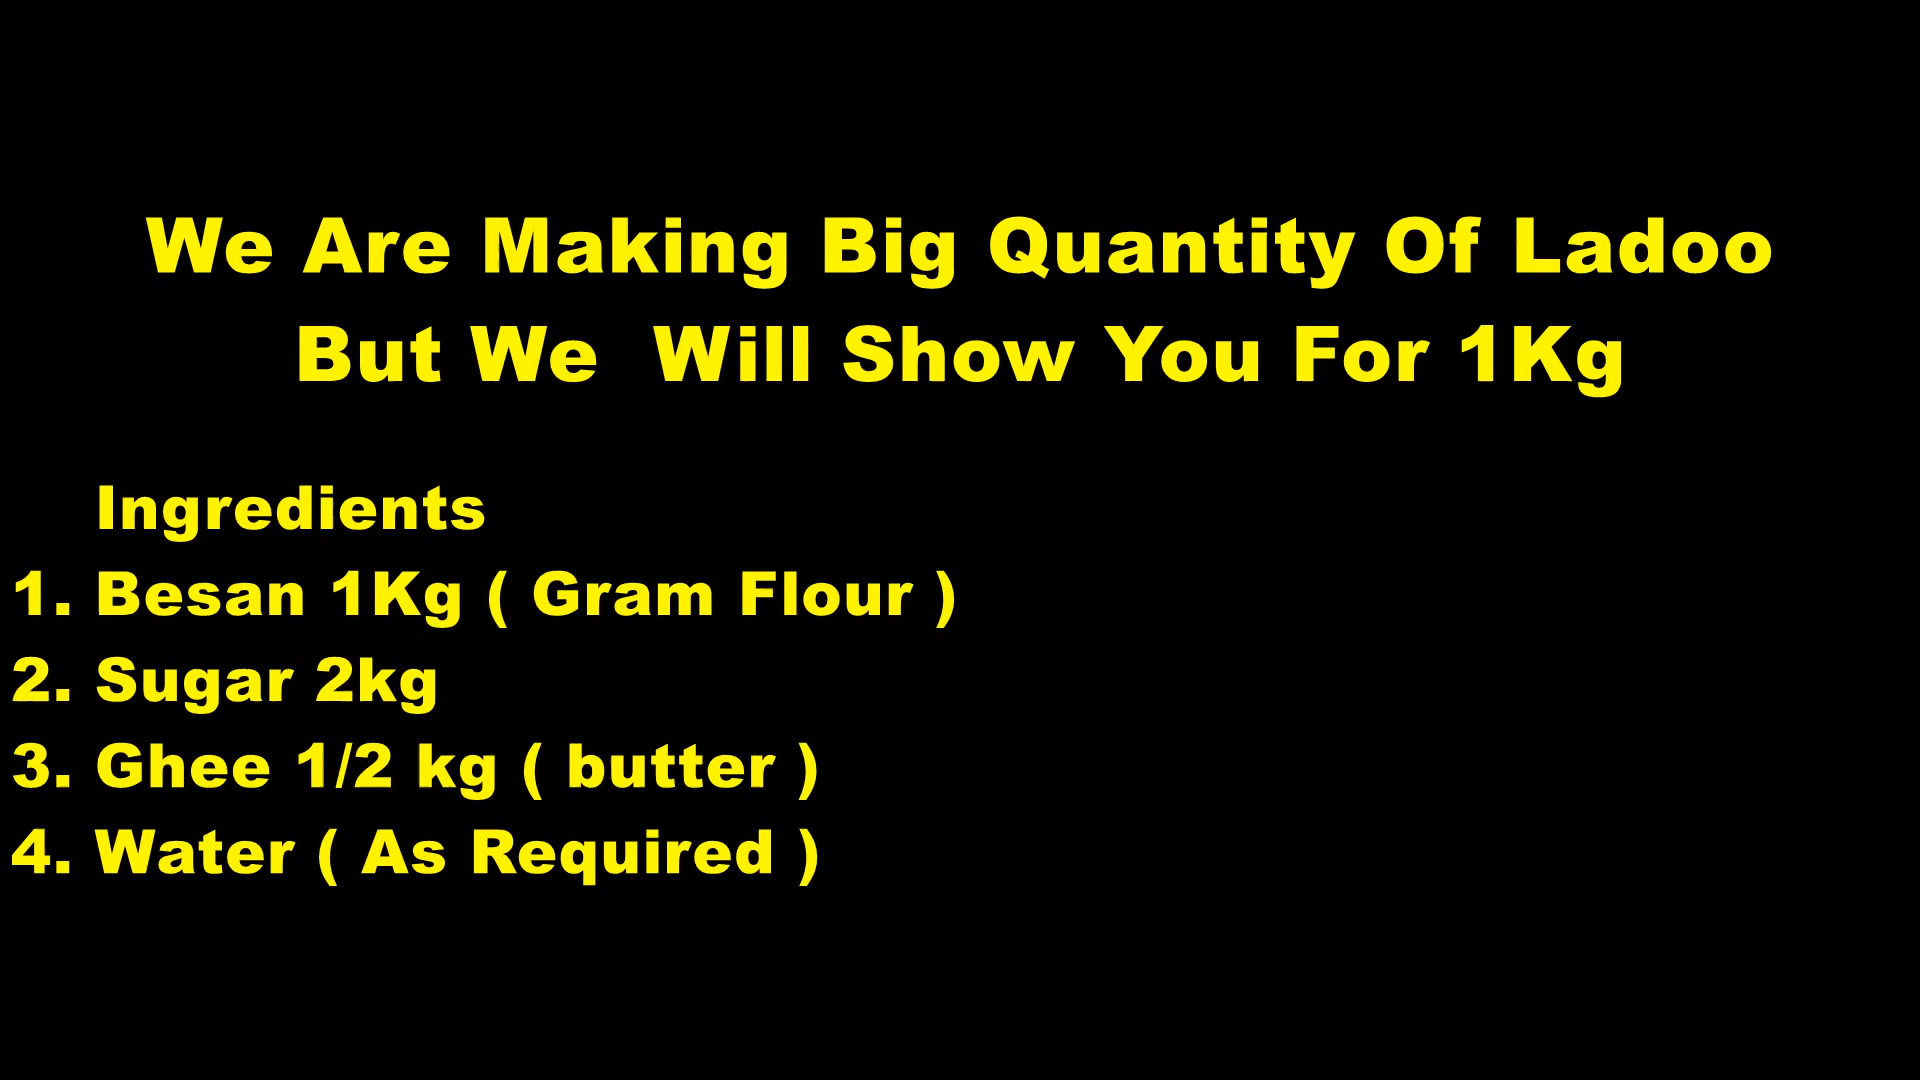 We Are Making Big Quantity Of Ladoo
But We  Will Show You For 1Kg
Ingredients
1. Besan 1Kg ( Gram Flour )
2. Sugar 2kg
3. Ghee 1/2 kg ( butter )
4. Water ( As Required )